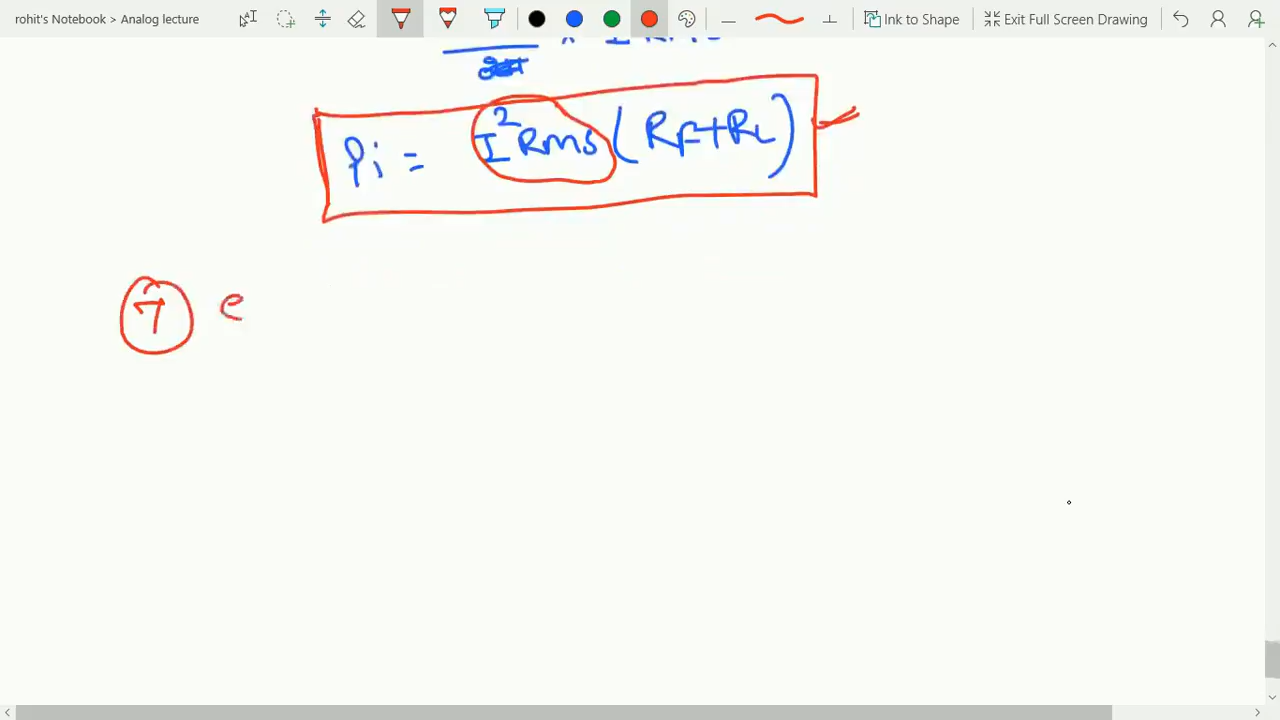 rohit's Notebook > Analog lecture
Ink to Shape
Exit Full Screen Drawing
Pi = I²Rms (RF+RL)
7 e